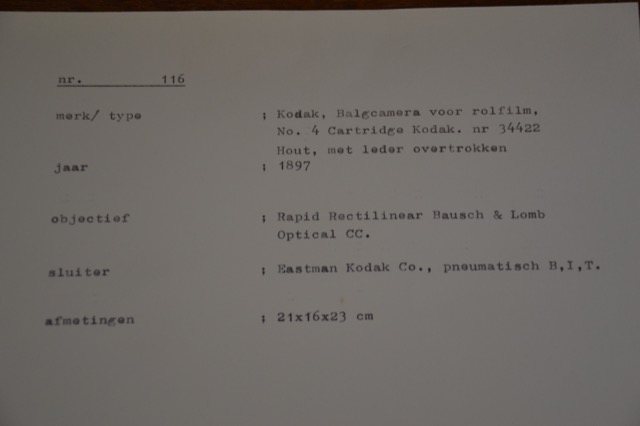 nr. 116
merk/ type ; Kodak, Balgcamera voor rolfilm,
No. 4 Cartridge Kodak. nr 34422
Hout, met leder overtrokken
jaar ; 1897
objectief ; Rapid Rectilinear Bausch & Lomb
Optical CC.
sluiter ; Eastman Kodak Co., pneumatisch B,I,T.
afmetingen ; 21x16x23 cm